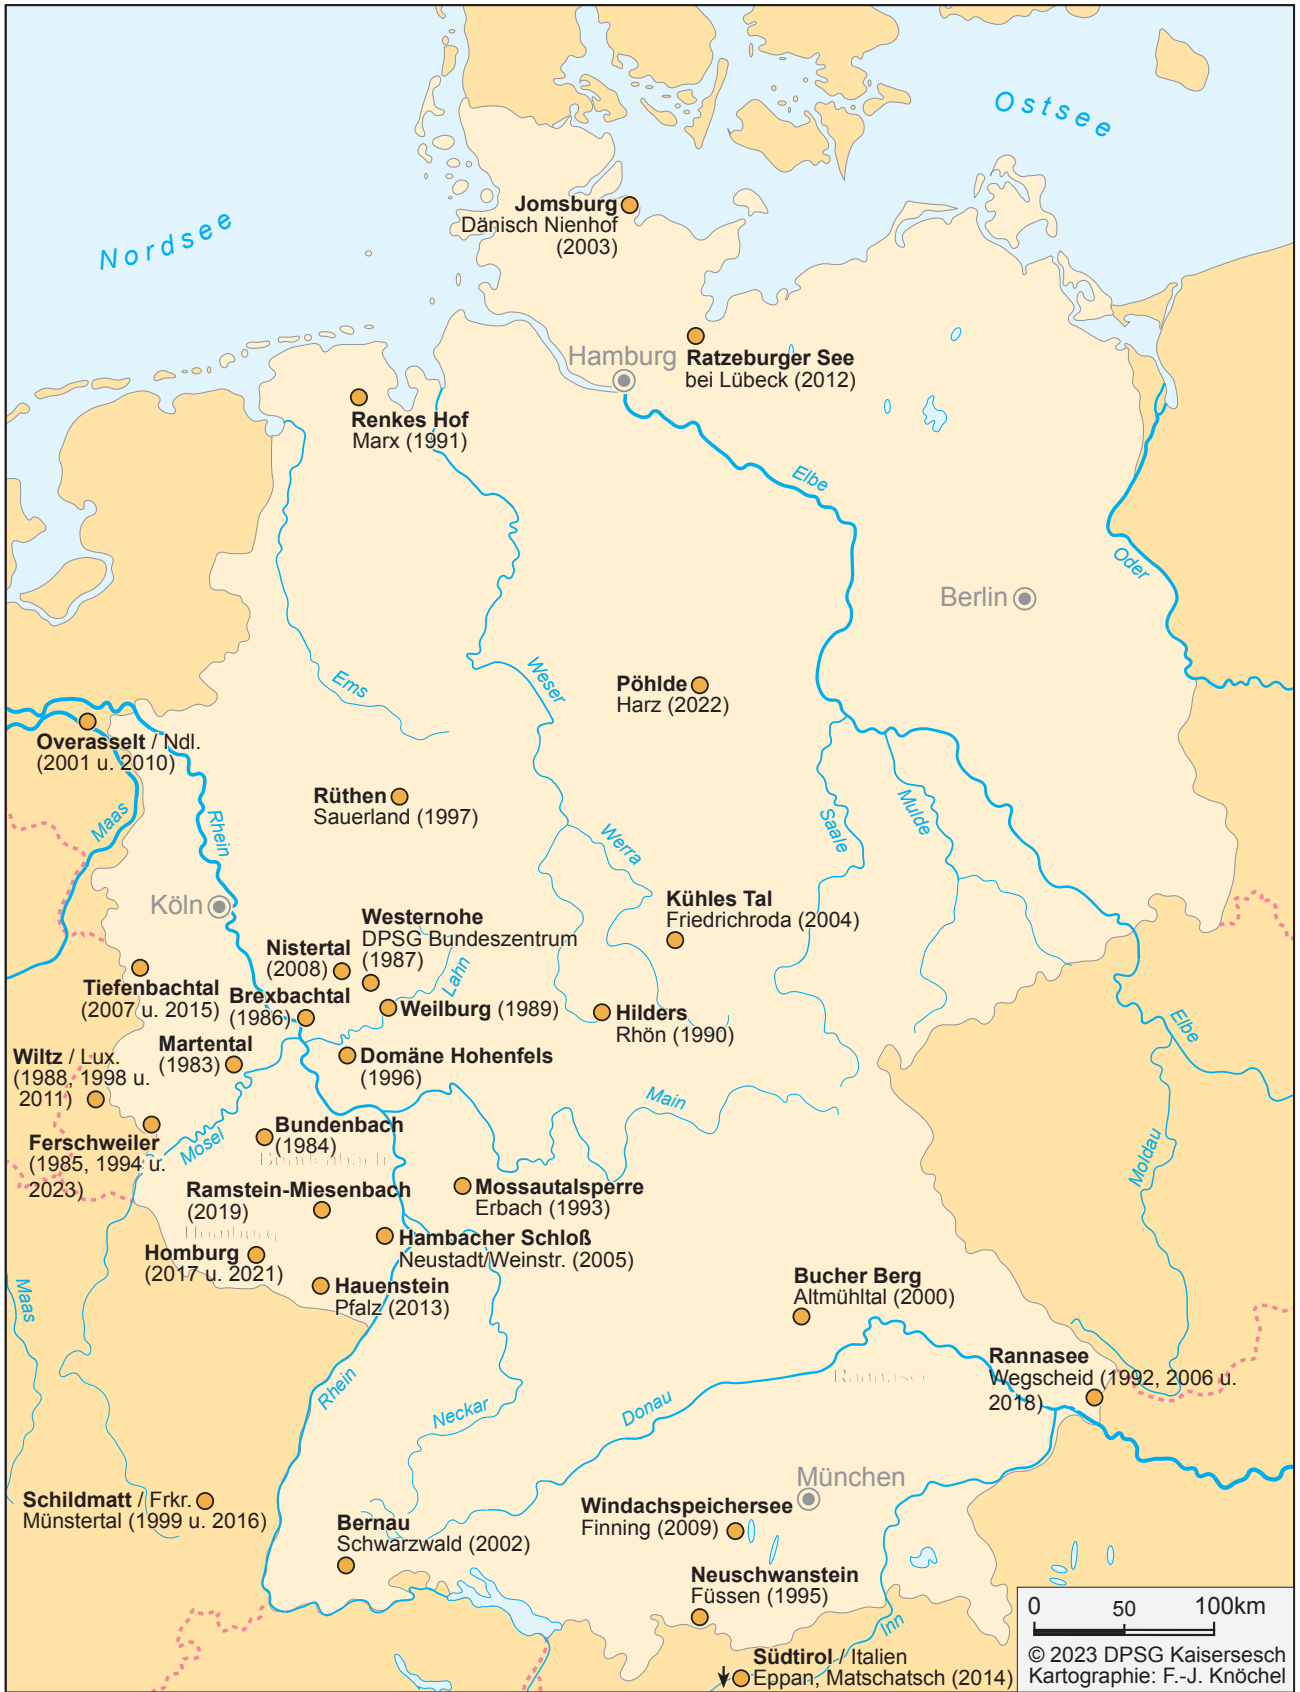 Ostsee
Nordsee
Jomsburg
Dänisch Nienhof
(2003)
Hamburg
Ratzeburger See
bei Lübeck (2012)
Renkes Hof
Marx (1991)
Elbe
Oder
Berlin
Ems
Weser
Pöhlde
Harz (2022)
Overasselt / Ndl.
(2001 u. 2010)
Rüthen
Sauerland (1997)
Maas
Rhein
Werra
Saale
Mulde
Köln
Kühles Tal
Friedrichroda (2004)
Westernohe
DPSG Bundeszentrum
(1987)
Nistertal
(2008)
Lahn
Tiefenbachtal
(2007 u. 2015)
Brexbachtal
(1986)
Weilburg (1989)
Hilders
Rhön (1990)
Elbe
Martental
(1983)
Domäne Hohenfels
(1996)
Wiltz / Lux.
(1988, 1998 u.
2011)
Main
Bundenbach
(1984)
Bundenbach
Mosel
Ferschweiler
(1985, 1994 u.
2023)
Moldau
Ramstein-Miesenbach
(2019)
Mossautalsperre
Erbach (1993)
Homburg
Homburg
(2017 u. 2021)
Hambacher Schloß
Neustadt/Weinstr. (2005)
Hauenstein
Pfalz (2013)
Maas
Bucher Berg
Altmühltal (2000)
Rannasee
Wegscheid (1992, 2006 u.
2018)
Rannasee
Rhein
Neckar
Donau
München
Schildmatt / Frkr.
Münstertal (1999 u. 2016)
Windachspeichersee
Finning (2009)
Bernau
Schwarzwald (2002)
Neuschwanstein
Füssen (1995)
Inn
Südtirol / Italien
Eppan, Matschatsch (2014)
0 50 100km
© 2023 DPSG Kaisersesch
Kartographie: F.-J. Knöchel